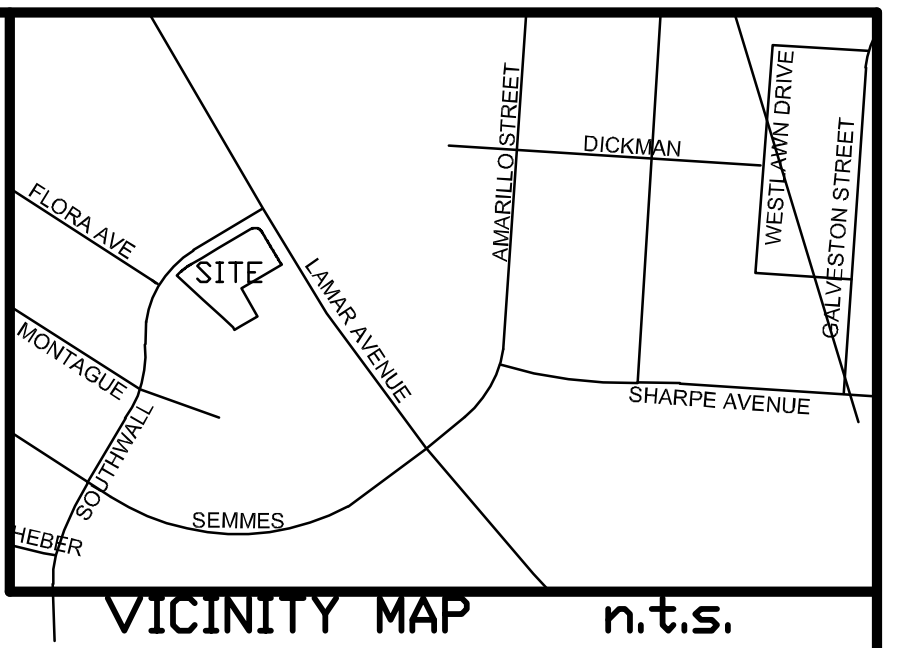 WESTLAWN DRIVE
AMARILLO STREET
DICKMAN
GALVESTON STREET
FLORA AVE
SITE
LAMAR AVENUE
MONTAGUE
SHARPE AVENUE
SOUTHWALL
SEMMES
HEBER
VICINITY MAP n.t.s.